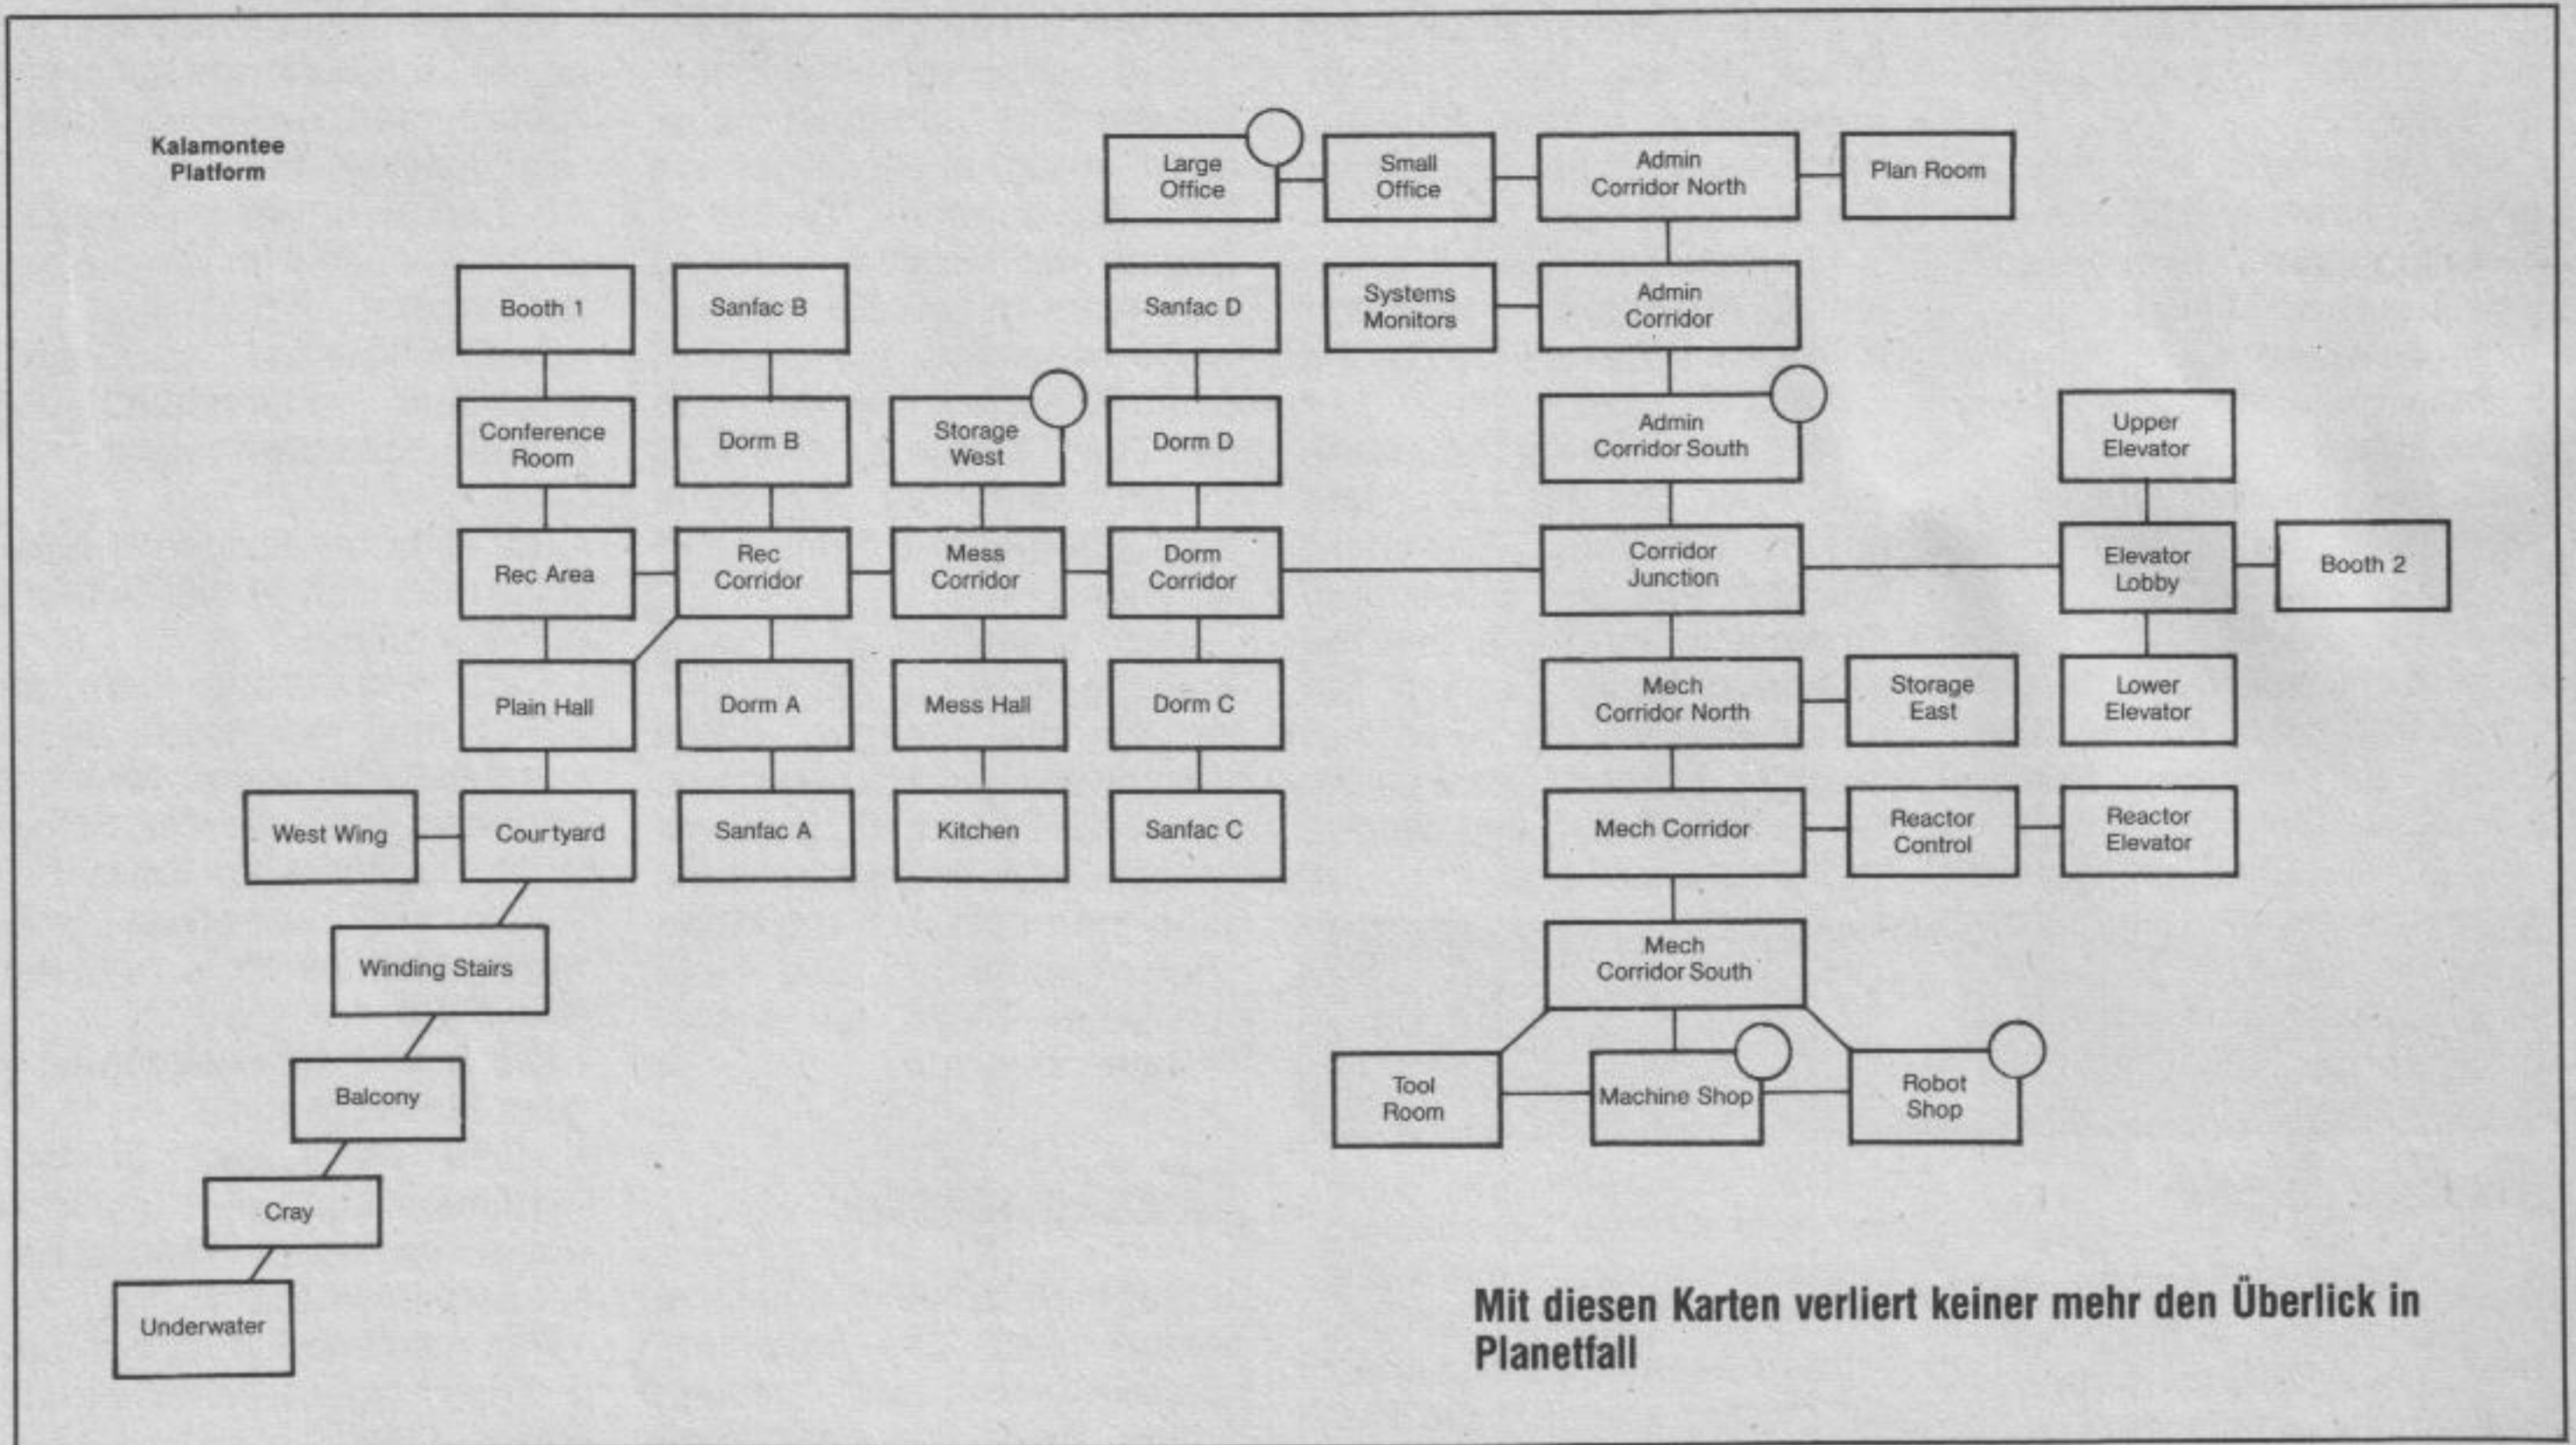 Kalamontee
Platform
Large
Office
Small
Office
Admin
Corridor North
Plan Room
Booth 1
Sanfac B
Sanfac D
Systems
Monitors
Admin
Corridor
Conference
Room
Dorm B
Storage
West
Dorm D
Admin
Corridor South
Upper
Elevator
Rec Area
Rec
Corridor
Mess
Corridor
Dorm
Corridor
Corridor
Junction
Elevator
Lobby
Booth 2
Plain Hall
Dorm A
Mess Hall
Dorm C
Mech
Corridor North
Storage
East
Lower
Elevator
West Wing
Courtyard
Sanfac A
Kitchen
Sanfac C
Mech Corridor
Reactor
Control
Reactor
Elevator
Winding Stairs
Mech
Corridor South
Balcony
Tool
Room
Machine Shop
Robot
Shop
Cray
Underwater
Mit diesen Karten verliert keiner mehr den Überlick in
Planetfall